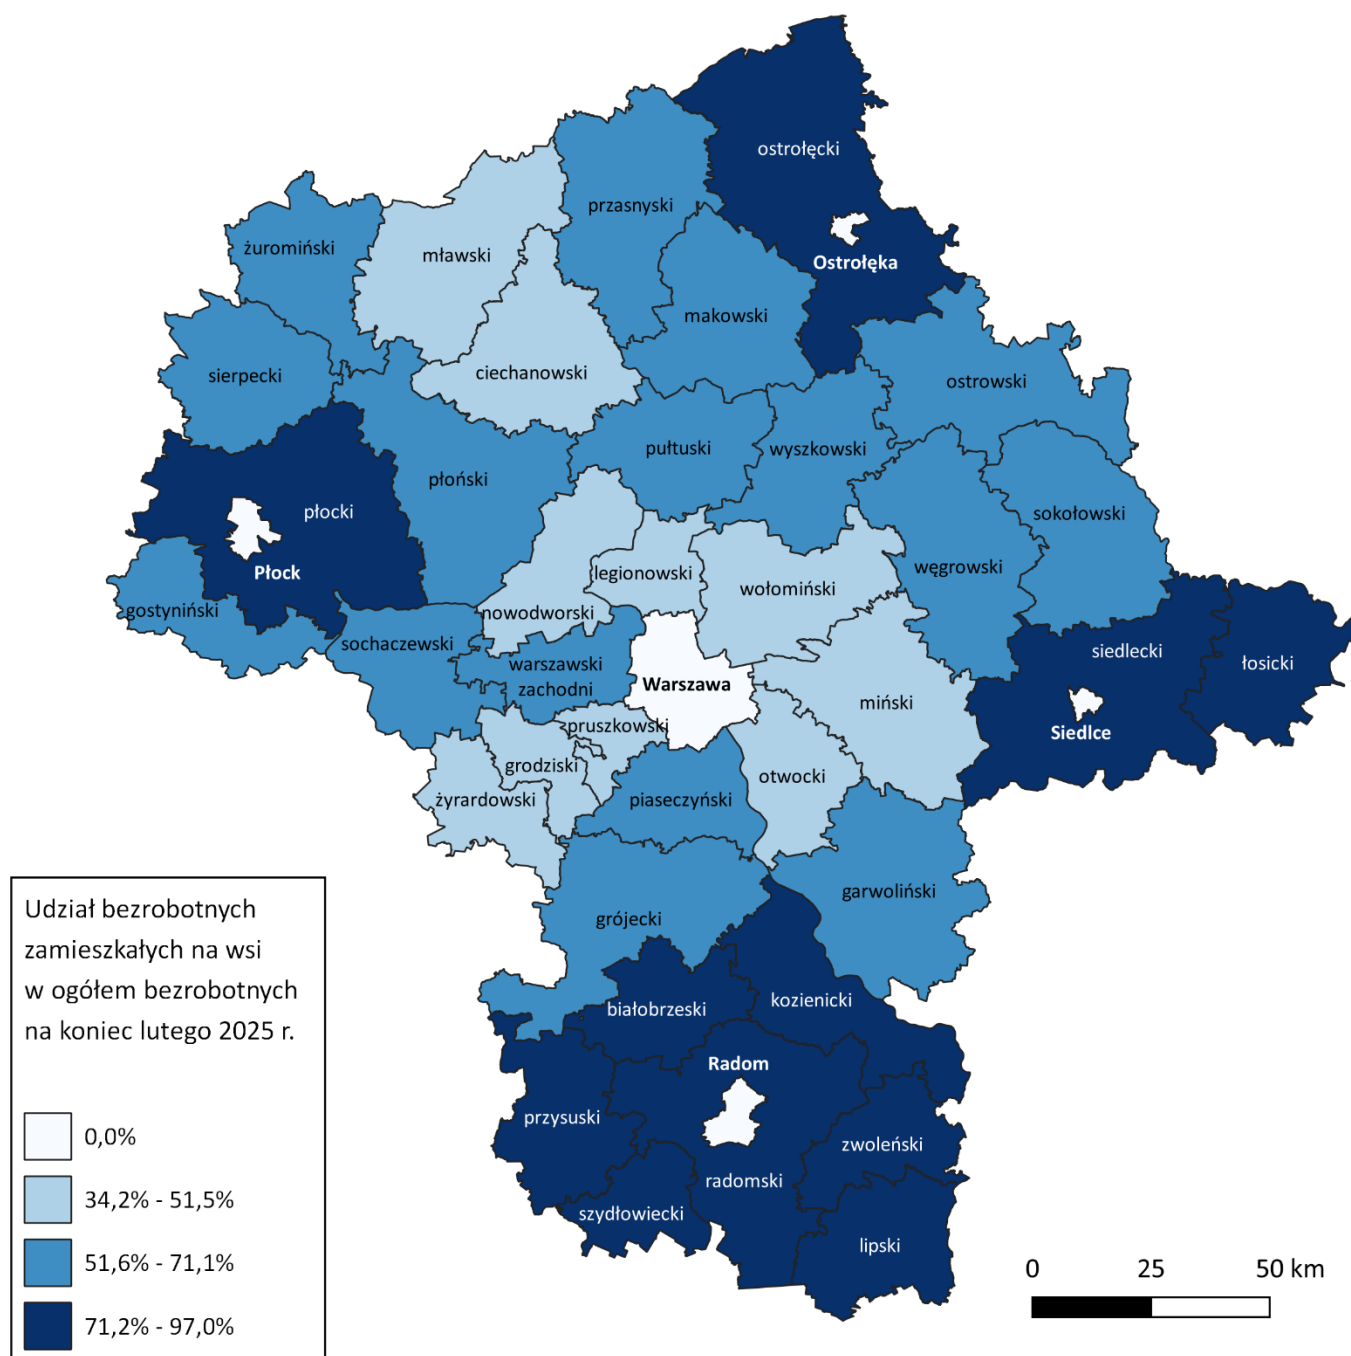 ostrołęcki
przasnyski
żuromiński
mławski
Ostrołęka
makowski
sierpecki
ciechanowski
ostrowski
płoński
pułtuski
wyszkowski
płocki
sokołowski
Płock
legionowski
wołomiński
węgrowski
gostyniński
nowodworski
sochaczewski
warszawski
zachodni
siedlecki
łosicki
Warszawa
miński
pruszkowski
Siedlce
grodziski
otwocki
żyrardowski
piaseczyński
garwoliński
grójecki
białobrzeski
kozienicki
Radom
przysuski
zwoleński
radomski
szydłowiecki
lipski
Udział bezrobotnych
zamieszkałych na wsi
w ogółem bezrobotnych
na koniec lutego 2025 r.
0,0%
34,2% - 51,5%
51,6% - 71,1%
71,2% - 97,0%
0 25 50 km